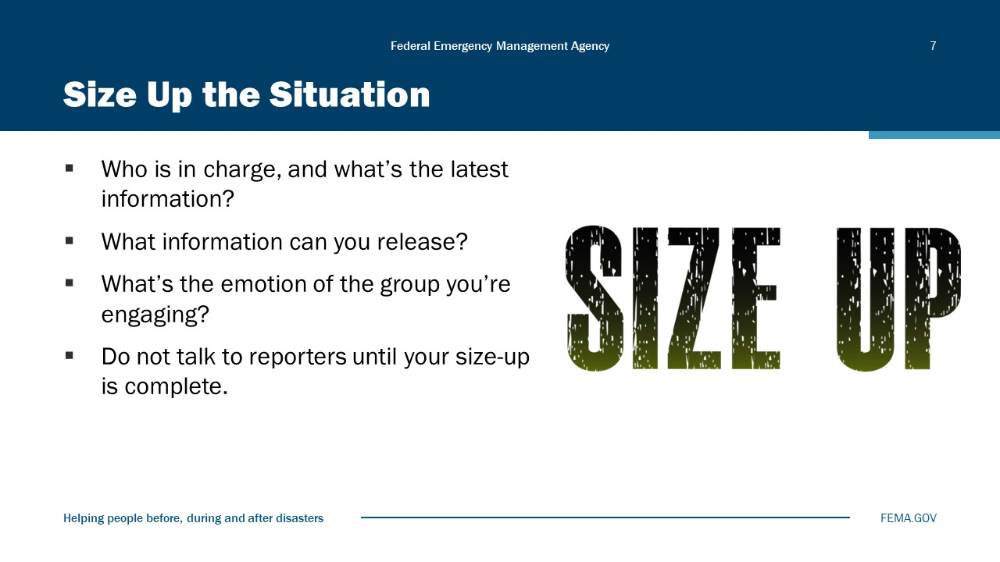 Federal Emergency Management Agency
7
Size Up the Situation
▪ Who is in charge, and what’s the latest
information?
▪ What information can you release?
▪ What’s the emotion of the group you’re
engaging?
▪ Do not talk to reporters until your size-up
is complete.
SIZE UP
Helping people before, during and after disasters
FEMA.GOV